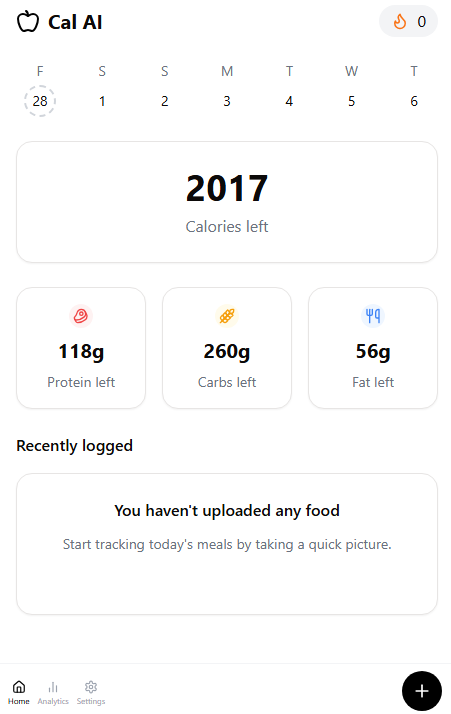 Cal AI 0
F S S M T W T
28 1 2 3 4 5 6
2017
Calories left
118g 260g 56g
Protein left Carbs left Fat left
Recently logged
You haven't uploaded any food
Start tracking today's meals by taking a quick picture.
Home Analytics Settings